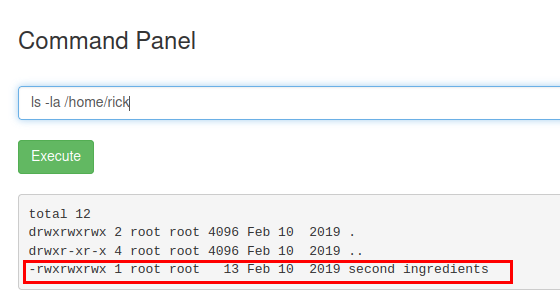 Command Panel
ls -la /home/rick
Execute
total 12
drwxrwxrwx 2 root root 4096 Feb 10  2019 .
drwxr-xr-x 4 root root 4096 Feb 10  2019 ..
-rwxrwxrwx 1 root root   13 Feb 10  2019 second ingredients